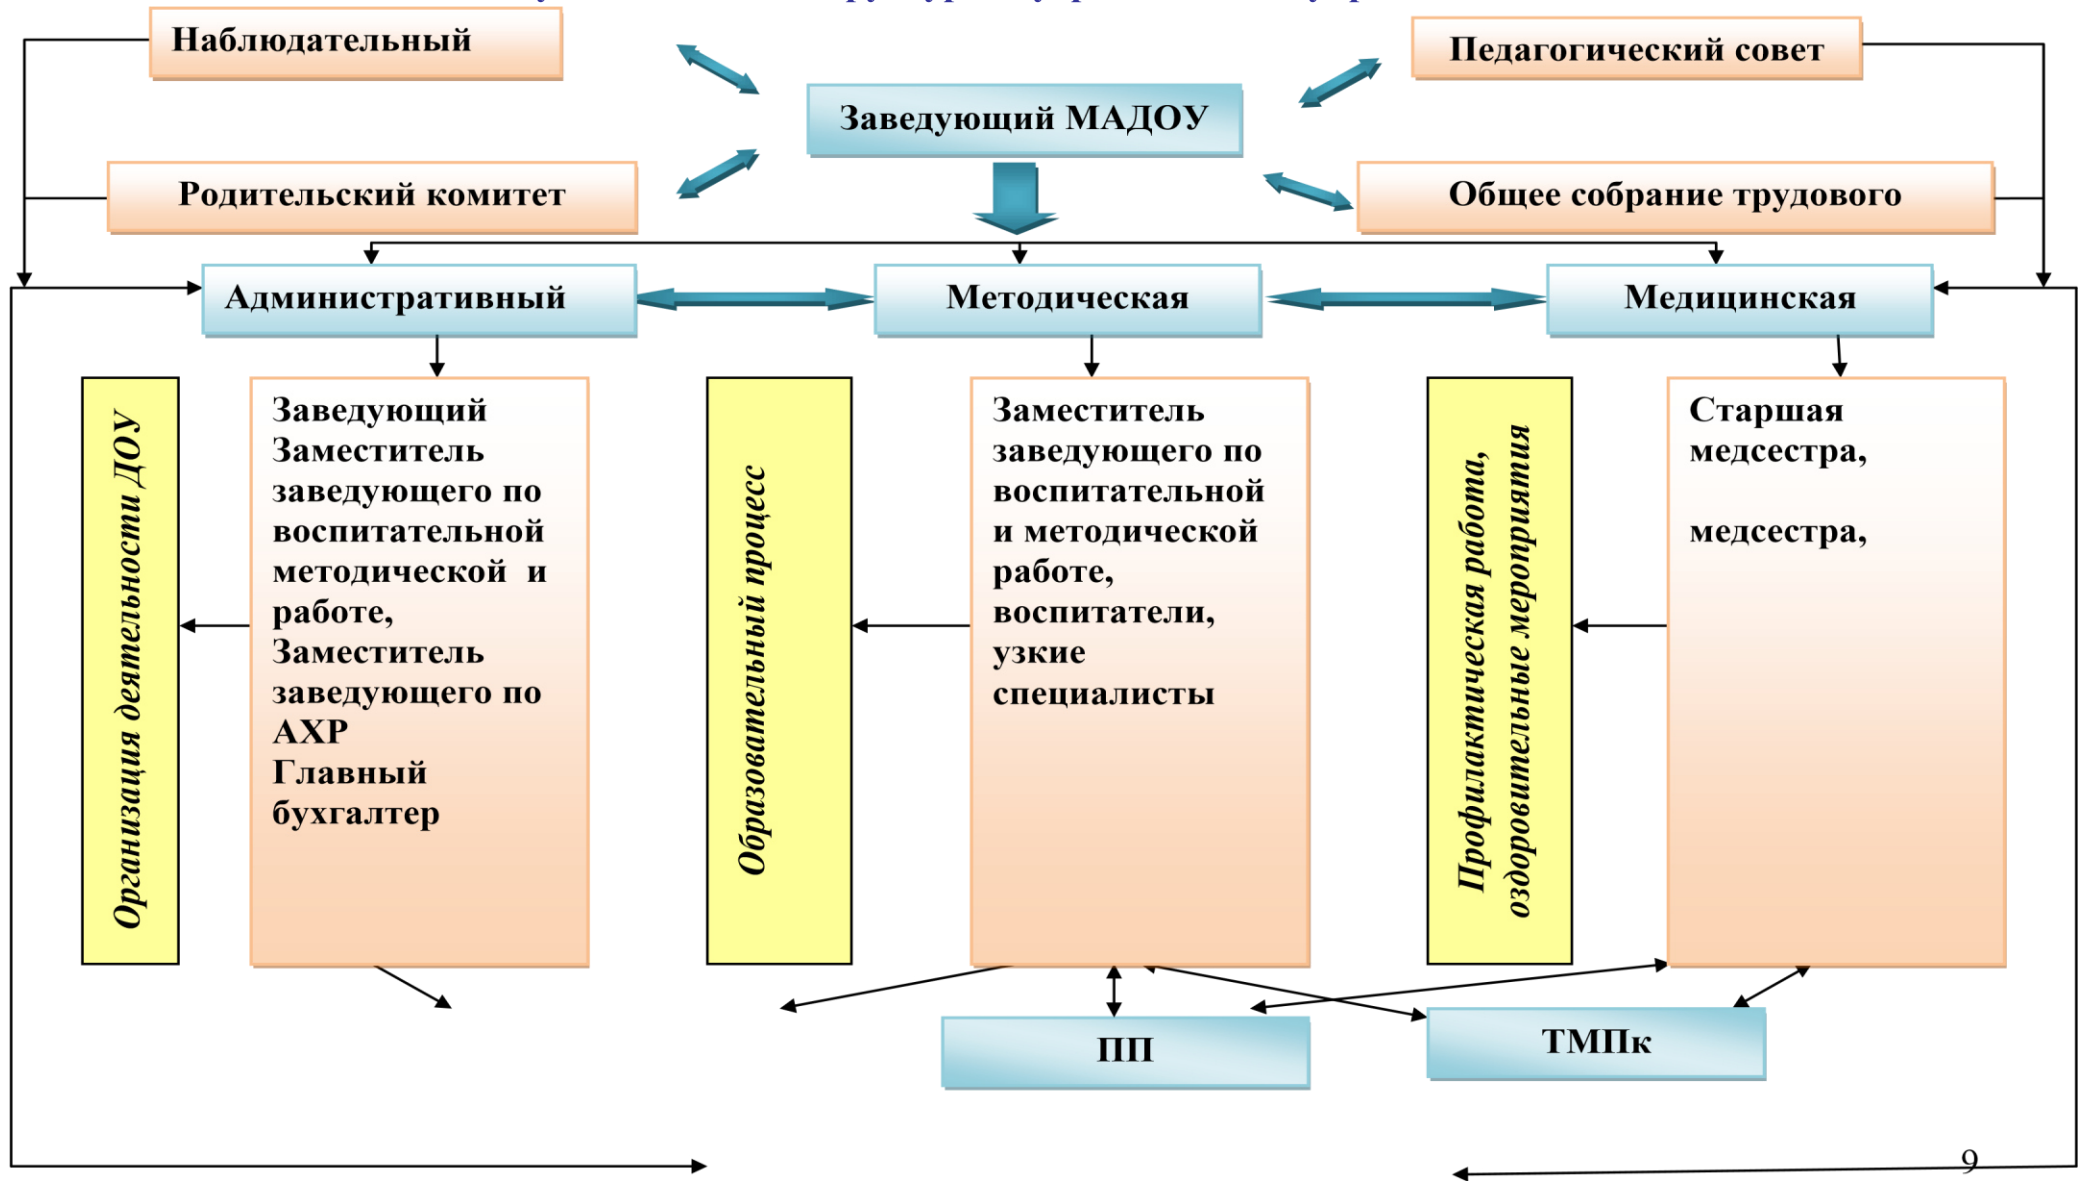 Наблюдательный
Педагогический совет
Заведующий МАДОУ
Родительский комитет
Общее собрание трудового
Административный
Методическая
Медицинская
Организация деятельности ДОУ
Заведующий
Заместитель
заведующего по
воспитательной
методической и
работе,
Заместитель
заведующего по
АХР
Главный
бухгалтер
Образовательный процесс
Заместитель
заведующего по
воспитательной
и методической
работе,
воспитатели,
узкие
специалисты
Профилактическая работа,
оздоровительные мероприятия
Старшая
медсестра,
медсестра,
ПП
ТМПк
9